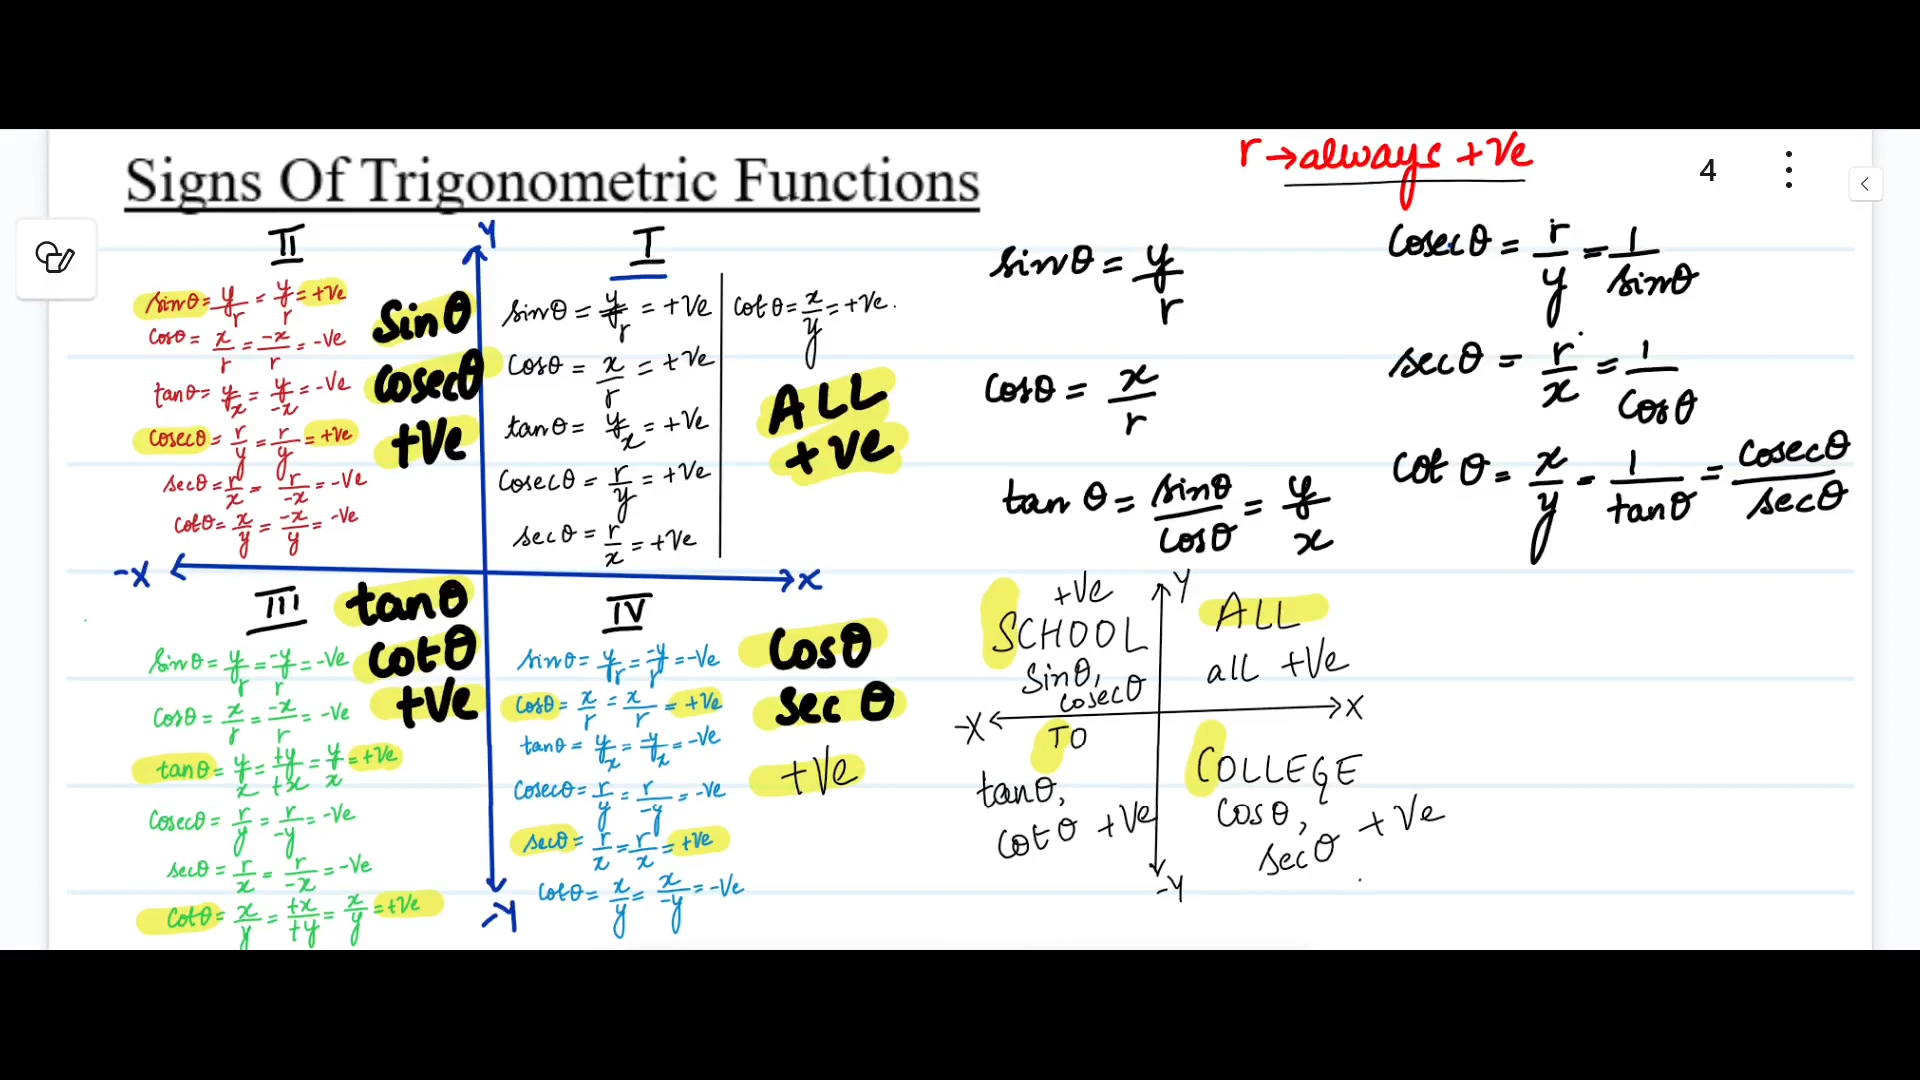 Signs Of Trigonometric Functions
r → always +ve
4
II
sinθ = y/r = y/r = +ve
cosθ = x/r = -x/r = -ve
tanθ = y/x = y/-x = -ve
cosecθ = r/y = r/y = +ve
secθ = r/x = r/-x = -ve
cotθ = x/y = -x/y = -ve
Sinθ
cosecθ
+ve
Y
I
sinθ = y/r = +ve
cosθ = x/r = +ve
tanθ = y/x = +ve
cosecθ = r/y = +ve
secθ = r/x = +ve
cotθ = x/y = +ve.
ALL
+ve
-X
X
III
sinθ = y/r = -y/r = -ve
cosθ = x/r = -x/r = -ve
tanθ = y/x = +y/+x = y/x = +ve
cosecθ = r/y = r/-y = -ve
secθ = r/x = r/-x = -ve
cotθ = x/y = +x/+y = x/y = +ve
tanθ
cotθ
+ve
IV
sinθ = y/r = -y/r = -ve
cosθ = x/r = x/r = +ve
tanθ = y/x = -y/x = -ve
cosecθ = r/y = r/-y = -ve
secθ = r/x = r/x = +ve
cotθ = x/y = x/-y = -ve
Cosθ
sec θ
+ve
-Y
sinθ = y/r
cosθ = x/r
tan θ = sinθ/cosθ = y/x
cosecθ = r/y = 1/sinθ
secθ = r/x = 1/cosθ
cot θ = x/y = 1/tanθ = cosecθ/secθ
+ve
SCHOOL
sinθ,
cosecθ
Y
ALL
all +ve
-X
X
TO
tanθ,
cotθ +ve
COLLEGE
cosθ,
secθ +ve
-Y